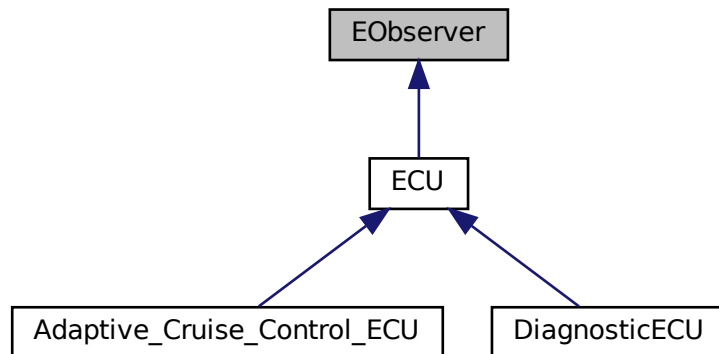 EObserver
ECU
Adaptive_Cruise_Control_ECU
DiagnosticECU